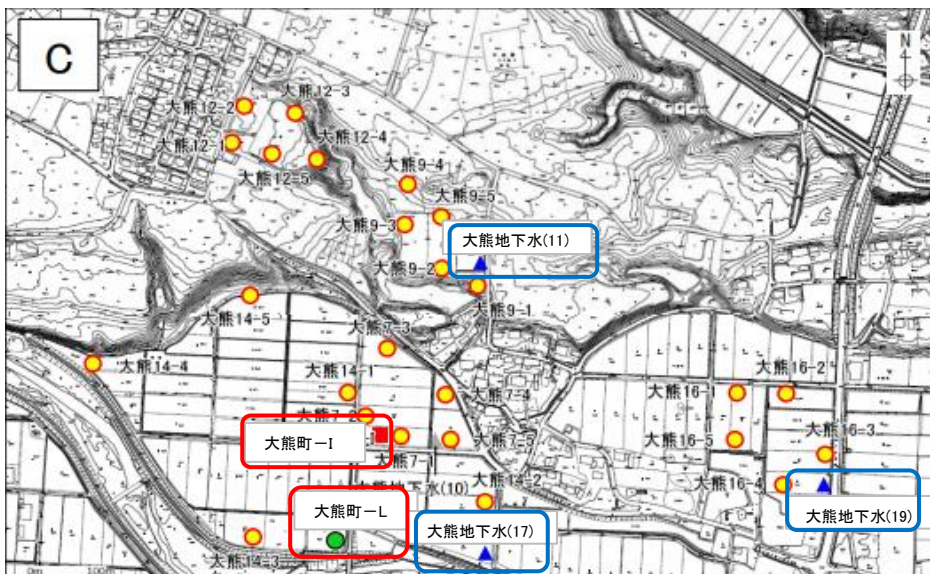 C
N
大熊12-3
大熊12-2
大熊12-4
大熊12-1
大熊9-4
大熊12-5
大熊9-5
大熊9-3
大熊地下水(11)
大熊9-2
大熊9-1
大熊14-5
大熊7-3
大熊14-4
大熊16-2
大熊14-1
大熊16-1
大熊7-4
大熊7-2
大熊16-3
大熊町-I
大熊7-5
大熊16-5
大熊7-1
大熊14-2
大熊地下水(10)
大熊16-4
大熊町-L
大熊地下水(19)
大熊地下水(17)
大熊14-3
0m
100m